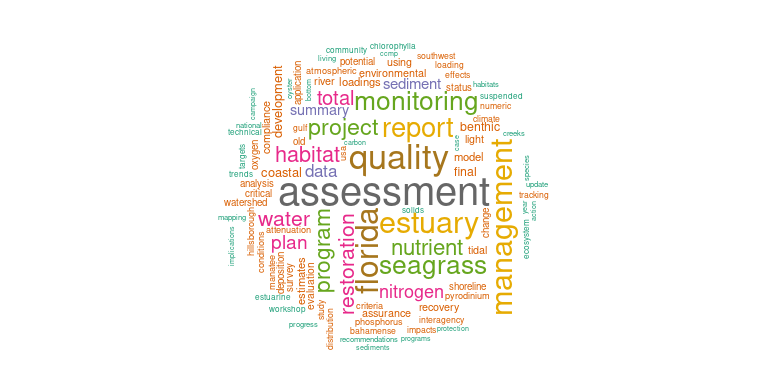 community
chlorophylla
ccmp
living
potential
using
southwest
atmospheric
environmental
loading
effects
river
loadings
sediment
status
habitats
oyster
bottom
application
development
total
monitoring
suspended
numeric
campaign
summary
climate
national
technical
compliance
gulf
project
report
benthic
creeks
old
carbon
usa
case
light
oxygen
habitat
quality
model
targets
trends
coastal
data
final
species
analysis
critical
assessment
management
update
tracking
watershed
mapping
hillsborough
water
attenuation
solids
florida
estuary
change
year
action
implications
conditions
plan
program
restoration
nutrient
tidal
ecosystem
manatee
deposition
survey
estimates
evaluation
seagrass
estuarine
nitrogen
shoreline
pyrodinium
workshop
study
criteria
recovery
assurance
progress
distribution
phosphorus
interagency
bahamense
impacts
protection
recommendations
programs
sediments